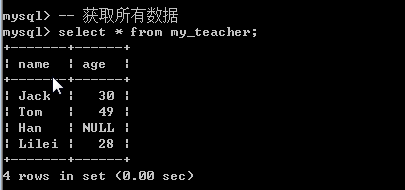 mysql> -- 获取所有数据
mysql> select * from my_teacher;
+-------+------+
| name  | age  |
+-------+------+
| Jack  |   30 |
| Tom   |   49 |
| Han   | NULL |
| Lilei |   28 |
+-------+------+
4 rows in set (0.00 sec)